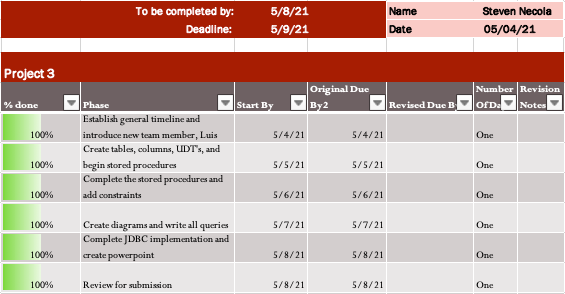 To be completed by: 5/8/21 Name Steven Necola
Deadline: 5/9/21 Date 05/04/21
Project 3
% done Phase Start By Original Due By2 Revised Due By Number Of Da Revision Notes
Establish general timeline and
100% introduce new team member, Luis 5/4/21 5/4/21 One
Create tables, columns, UDT's, and
100% begin stored procedures 5/5/21 5/5/21 One
Complete the stored procedures and
100% add constraints 5/6/21 5/6/21 One
100% Create diagrams and write all queries 5/7/21 5/7/21 One
Complete JDBC implementation and
100% create powerpoint 5/8/21 5/8/21 One
100% Review for submission 5/8/21 5/8/21 One